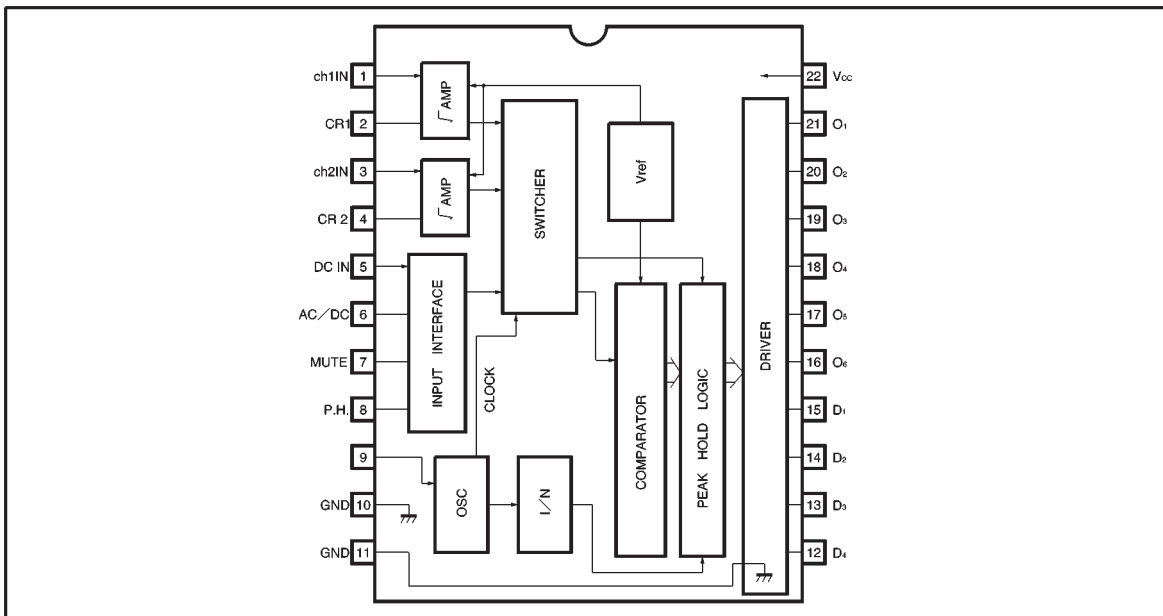 ch1IN 1
CR1 2
ch2IN 3
CR 2 4
DC IN 5
AC/DC 6
MUTE 7
P.H. 8
9
GND 10
GND 11
√ AMP
√ AMP
INPUT INTERFACE
OSC
CLOCK
I/N
SWITCHER
Vref
COMPARATOR
PEAK HOLD LOGIC
DRIVER
22 VCC
21 O1
20 O2
19 O3
18 O4
17 O5
16 O6
15 D1
14 D2
13 D3
12 D4